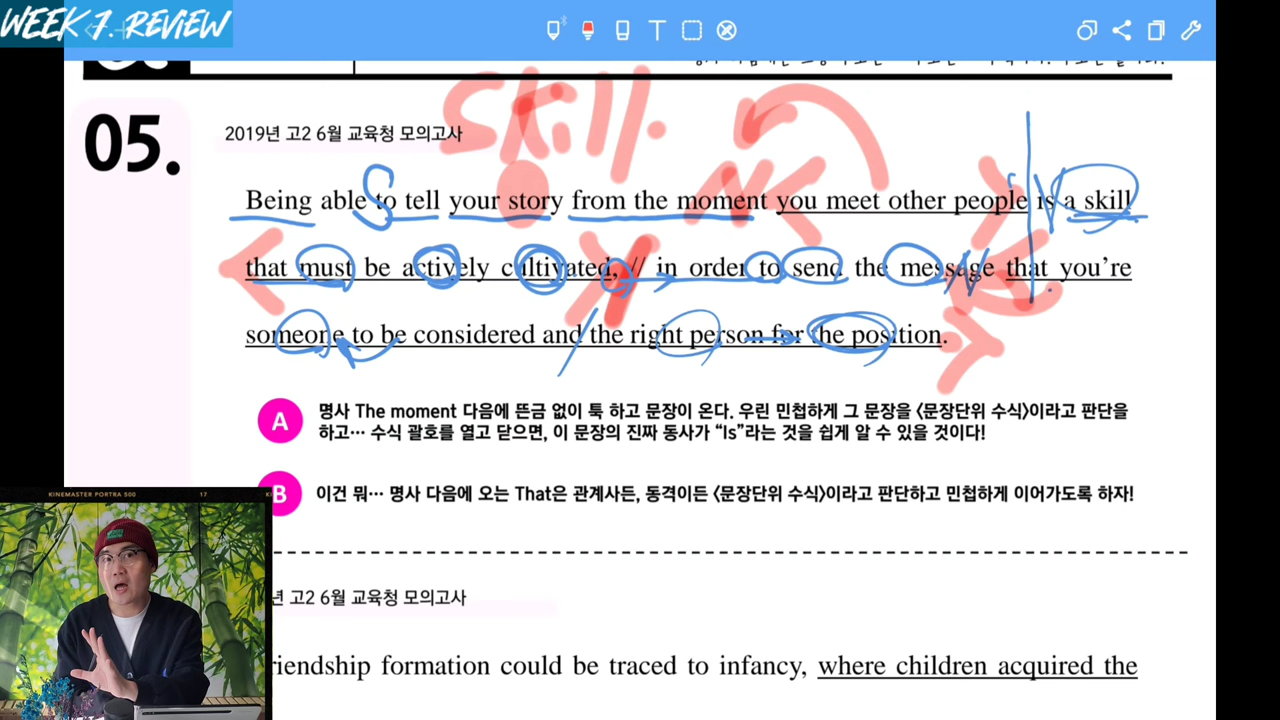 WEEK 7. REVIEW
05.
2019년 고2 6월 교육청 모의고사
Skill.
Being able to tell your story from the moment you meet other people is a skill
that must be actively cultivated, // in order to send the message that you're
someone to be considered and the right person for the position.
A 명사 The moment 다음에 뜬금 없이 툭 하고 문장이 온다. 우린 민첩하게 그 문장을 <문장단위 수식>이라고 판단을
하고… 수식 괄호를 열고 닫으면, 이 문장의 진짜 동사가 "Is"라는 것을 쉽게 알 수 있을 것이다!
B 이건 뭐… 명사 다음에 오는 That은 관계사든, 동격이든 <문장단위 수식>이라고 판단하고 민첩하게 이어가도록 하자!
KINEMASTER PORTRA 500 17
년 고2 6월 교육청 모의고사
riendship formation could be traced to infancy, where children acquired the